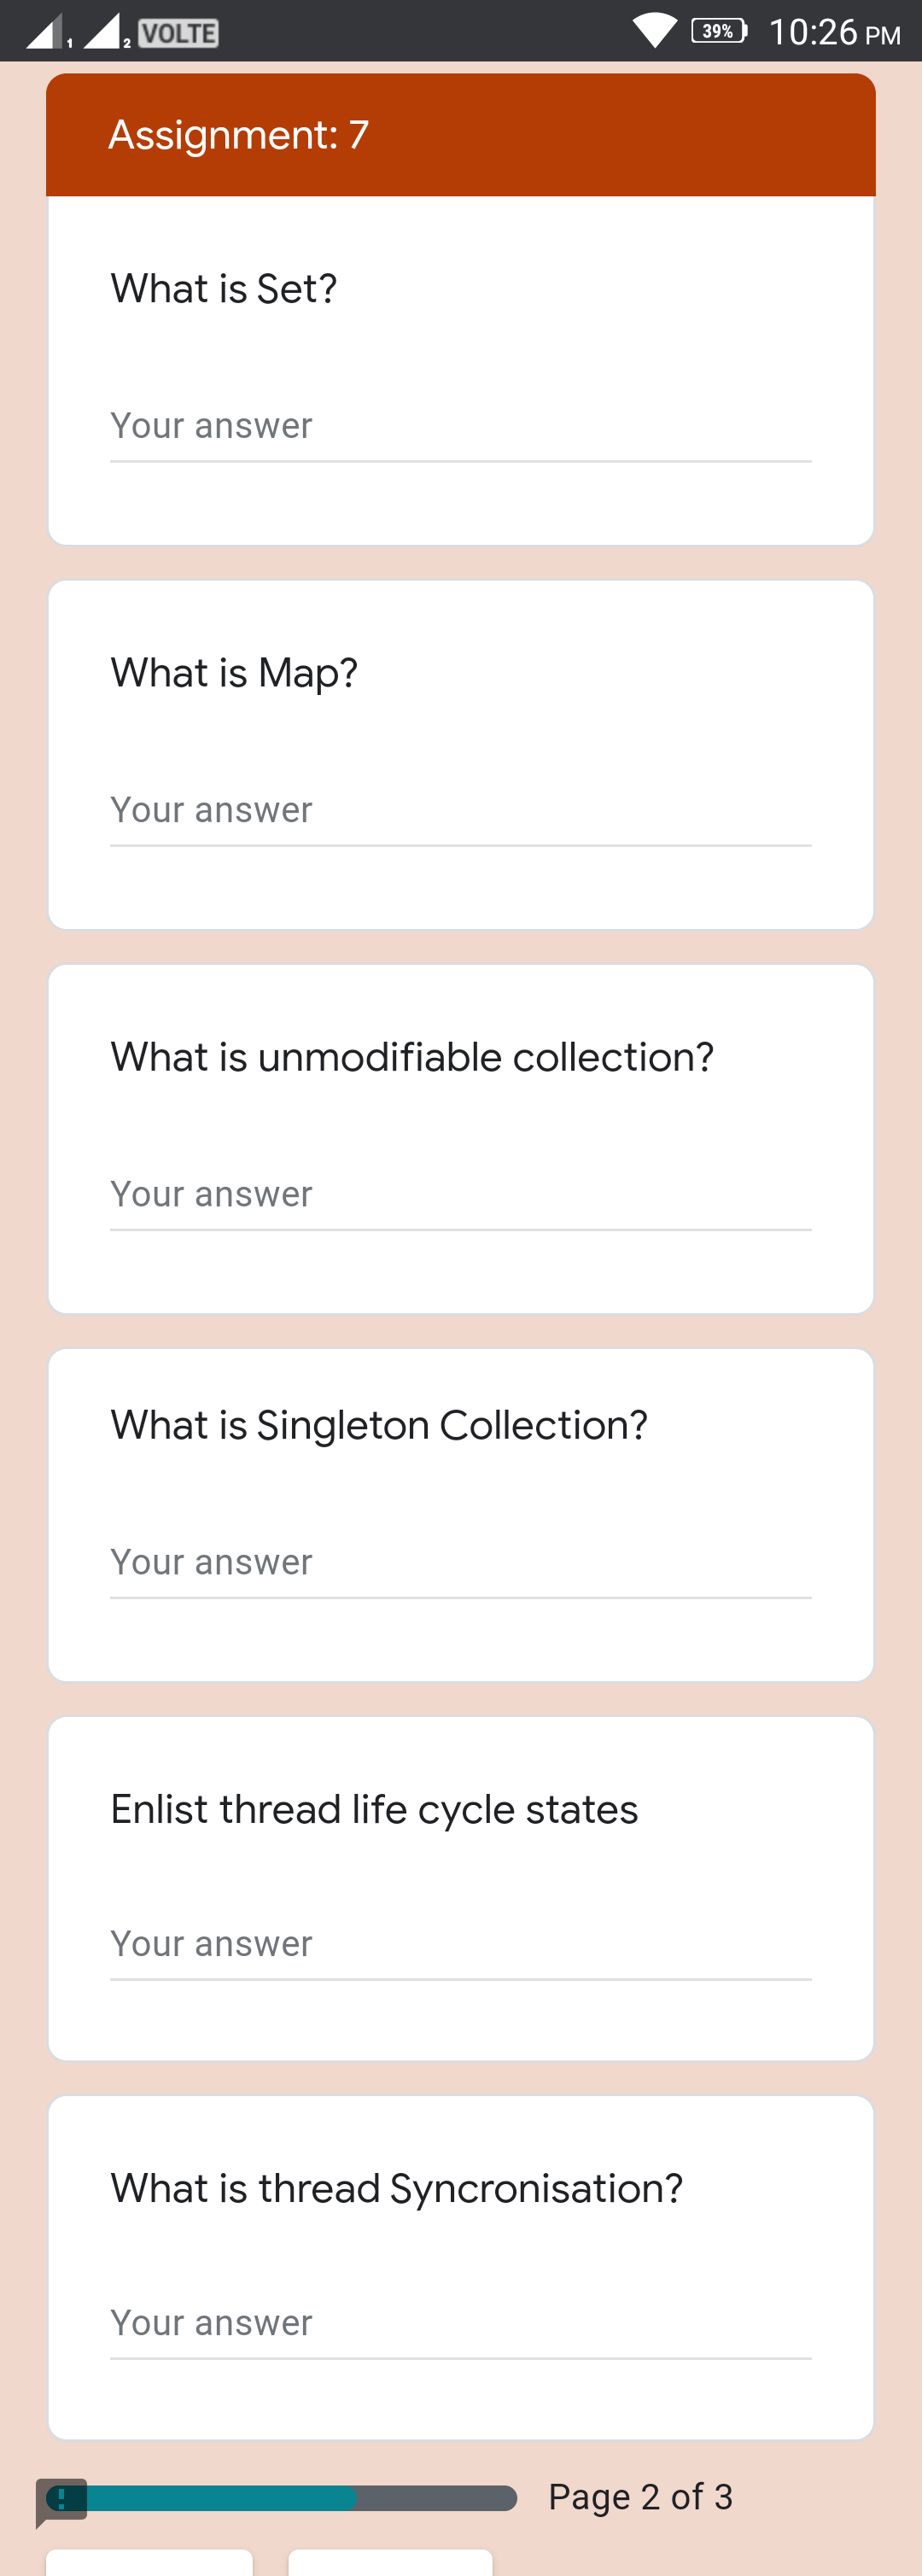 1 2 VOLTE 39% 10:26 PM
Assignment: 7
What is Set?
Your answer
What is Map?
Your answer
What is unmodifiable collection?
Your answer
What is Singleton Collection?
Your answer
Enlist thread life cycle states
Your answer
What is thread Syncronisation?
Your answer
Page 2 of 3